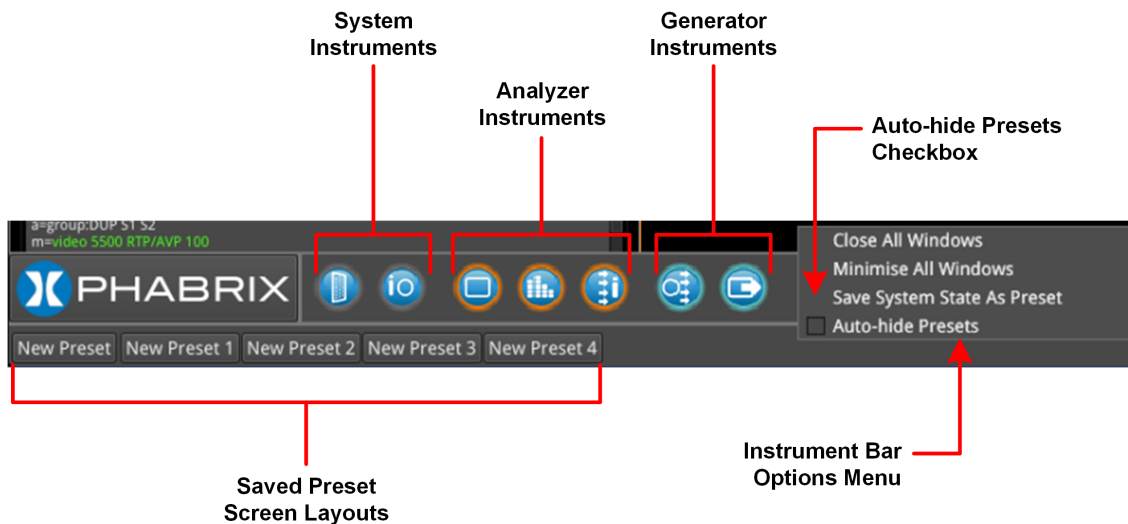 System
Instruments
Generator
Instruments
Analyzer
Instruments
Auto-hide Presets
Checkbox
a=group:DUP S1 S2
m=video 5500 RTP/AVP 100
PHABRIX
io
i
Close All Windows
Minimise All Windows
Save System State As Preset
Auto-hide Presets
New Preset
New Preset 1
New Preset 2
New Preset 3
New Preset 4
Instrument Bar
Options Menu
Saved Preset
Screen Layouts